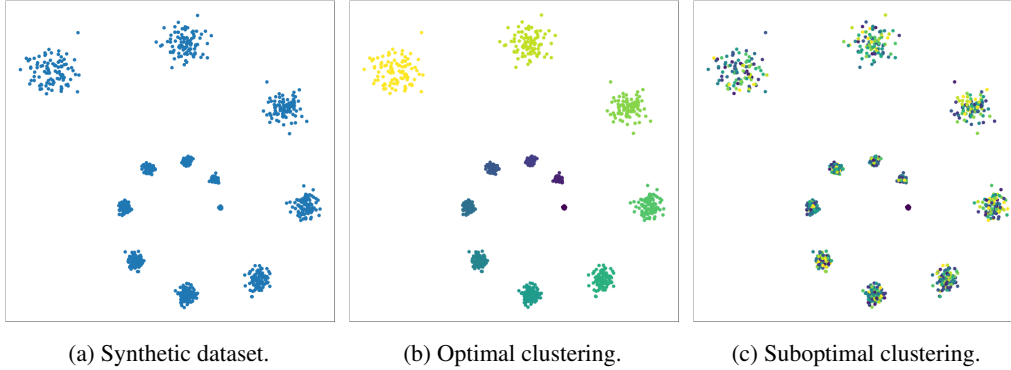 (a) Synthetic dataset.
(b) Optimal clustering.
(c) Suboptimal clustering.